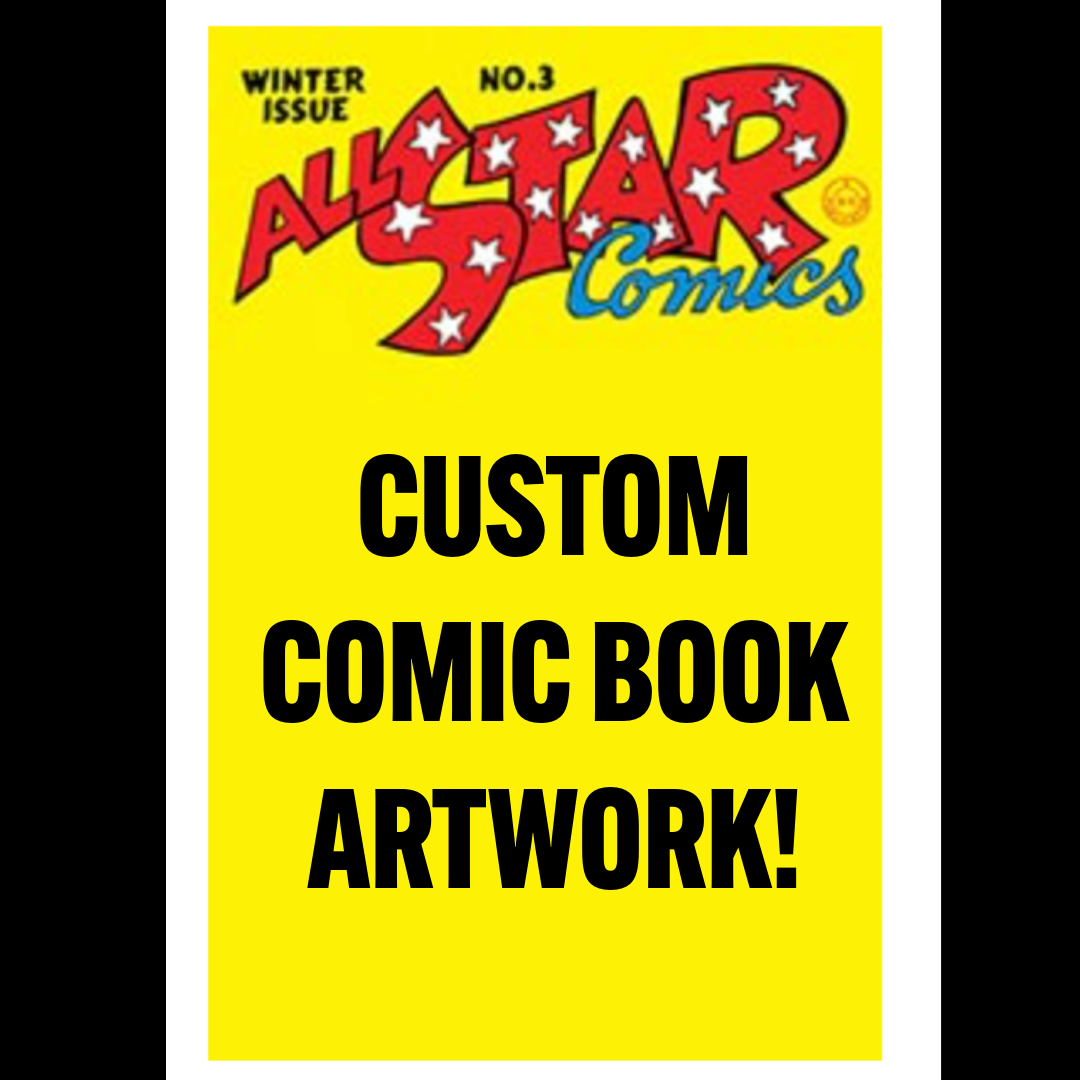 WINTER
ISSUE
NO.3
ALL STAR
Comics
CUSTOM
COMIC BOOK
ARTWORK!